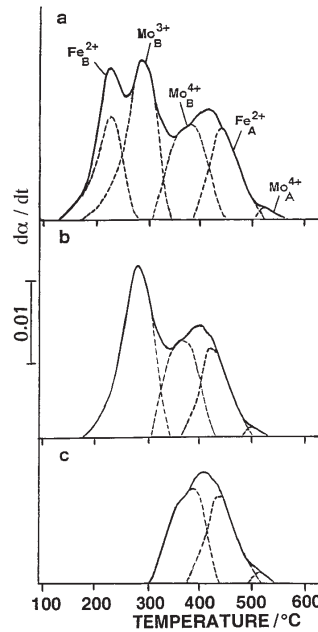 a
Fe²⁺B
Mo³⁺B
Mo⁴⁺B
Fe²⁺A
Mo⁴⁺A
dα / dt
b
0.01
c
100 200 300 400 500 600
TEMPERATURE /°C